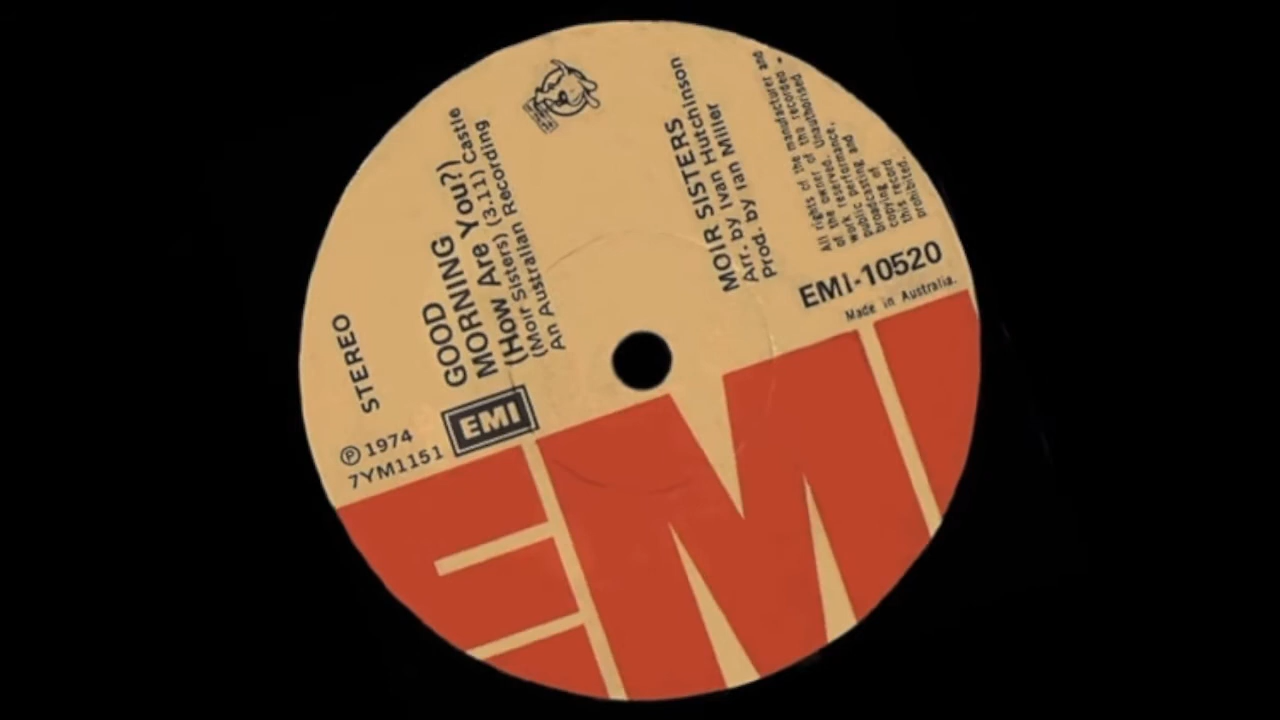 STEREO
GOOD
MORNING
(How Are You?)
(Moir Sisters) (3.11) Castle
An Australian Recording
MOIR SISTERS
Arr. by Ivan Hutchinson
Prod. by Ian Miller
All rights of the manufacturer and
of the owner of the recorded
work reserved. Unauthorised
public performance,
broadcasting and
copying of
this record
prohibited.
EMI-10520
Made in Australia.
EMI
℗ 1974
7YM1151
EMI